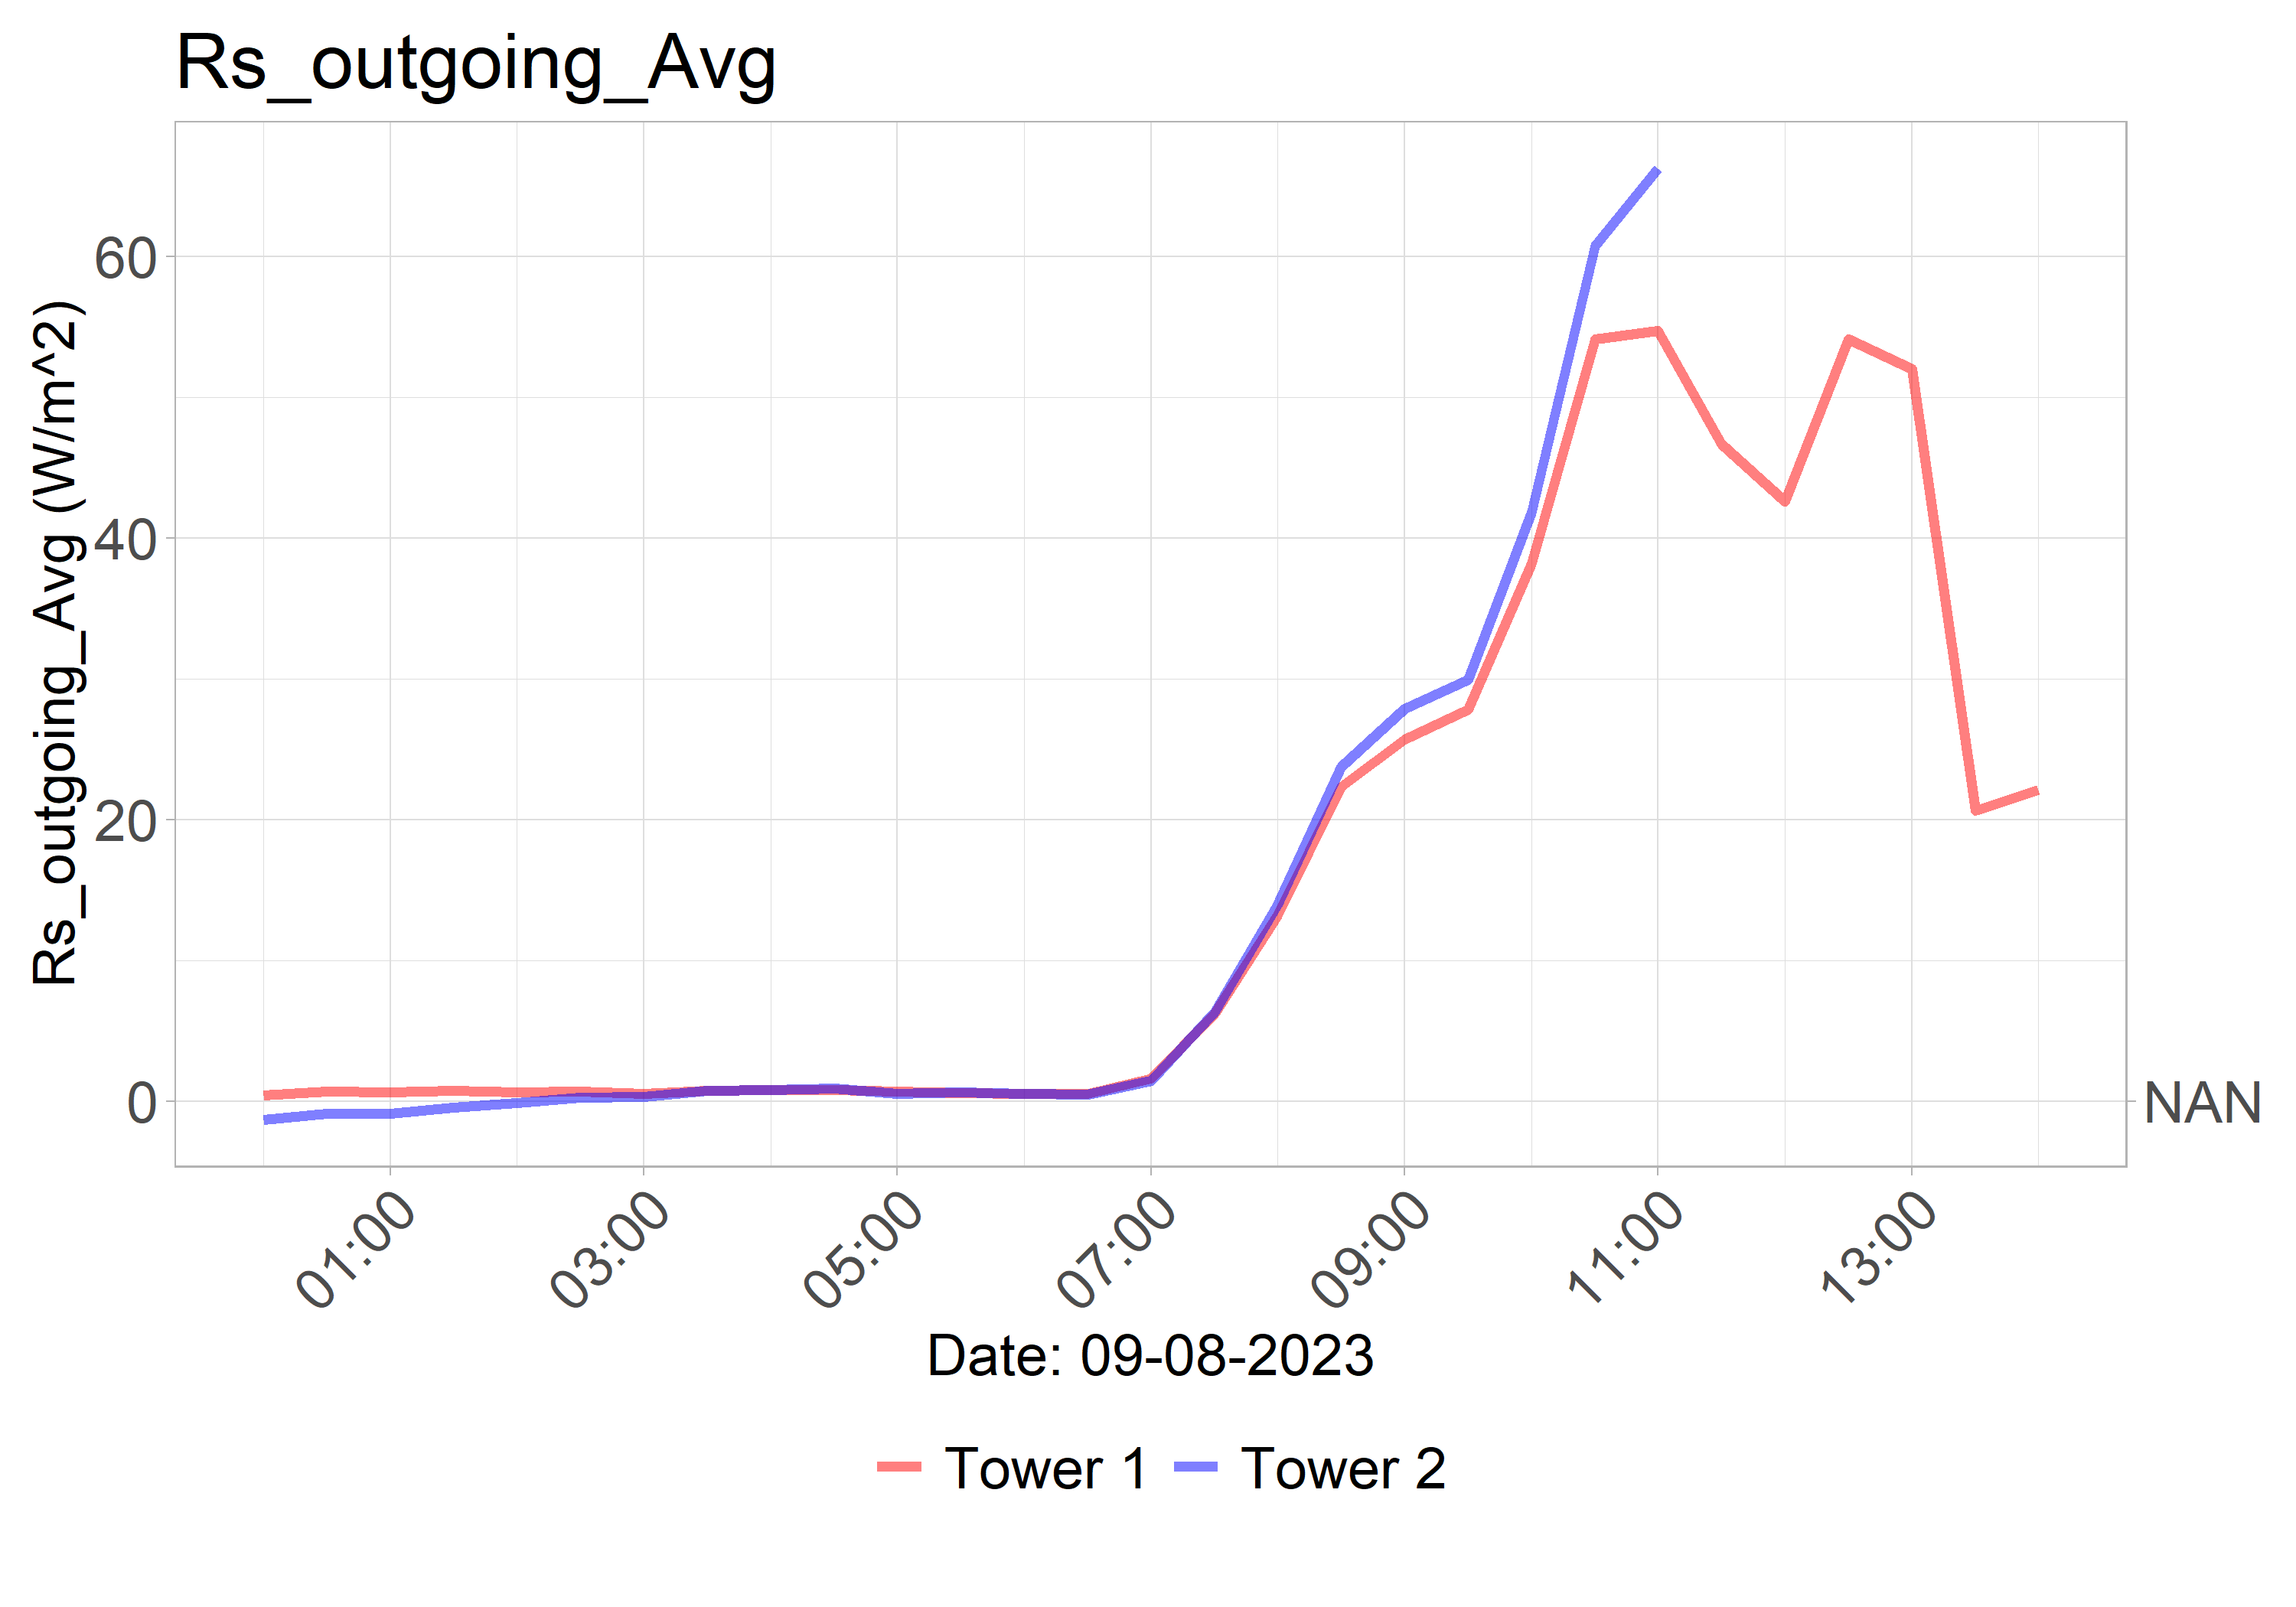 Rs_outgoing_Avg
Rs_outgoing_Avg (W/m^2)
60
40
20
0
NAN
01:00
03:00
05:00
07:00
09:00
11:00
13:00
Date: 09-08-2023
Tower 1
Tower 2